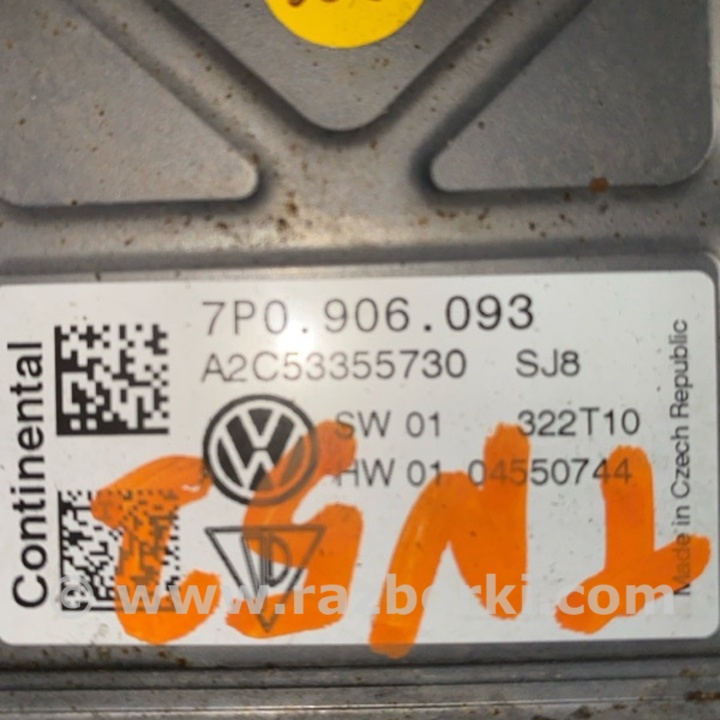 7P0.906.093
A2C53355730 SJ8
SW 01 322T10
HW 01 04550744
Continental
Made in Czech Republic
© www.razborki.com